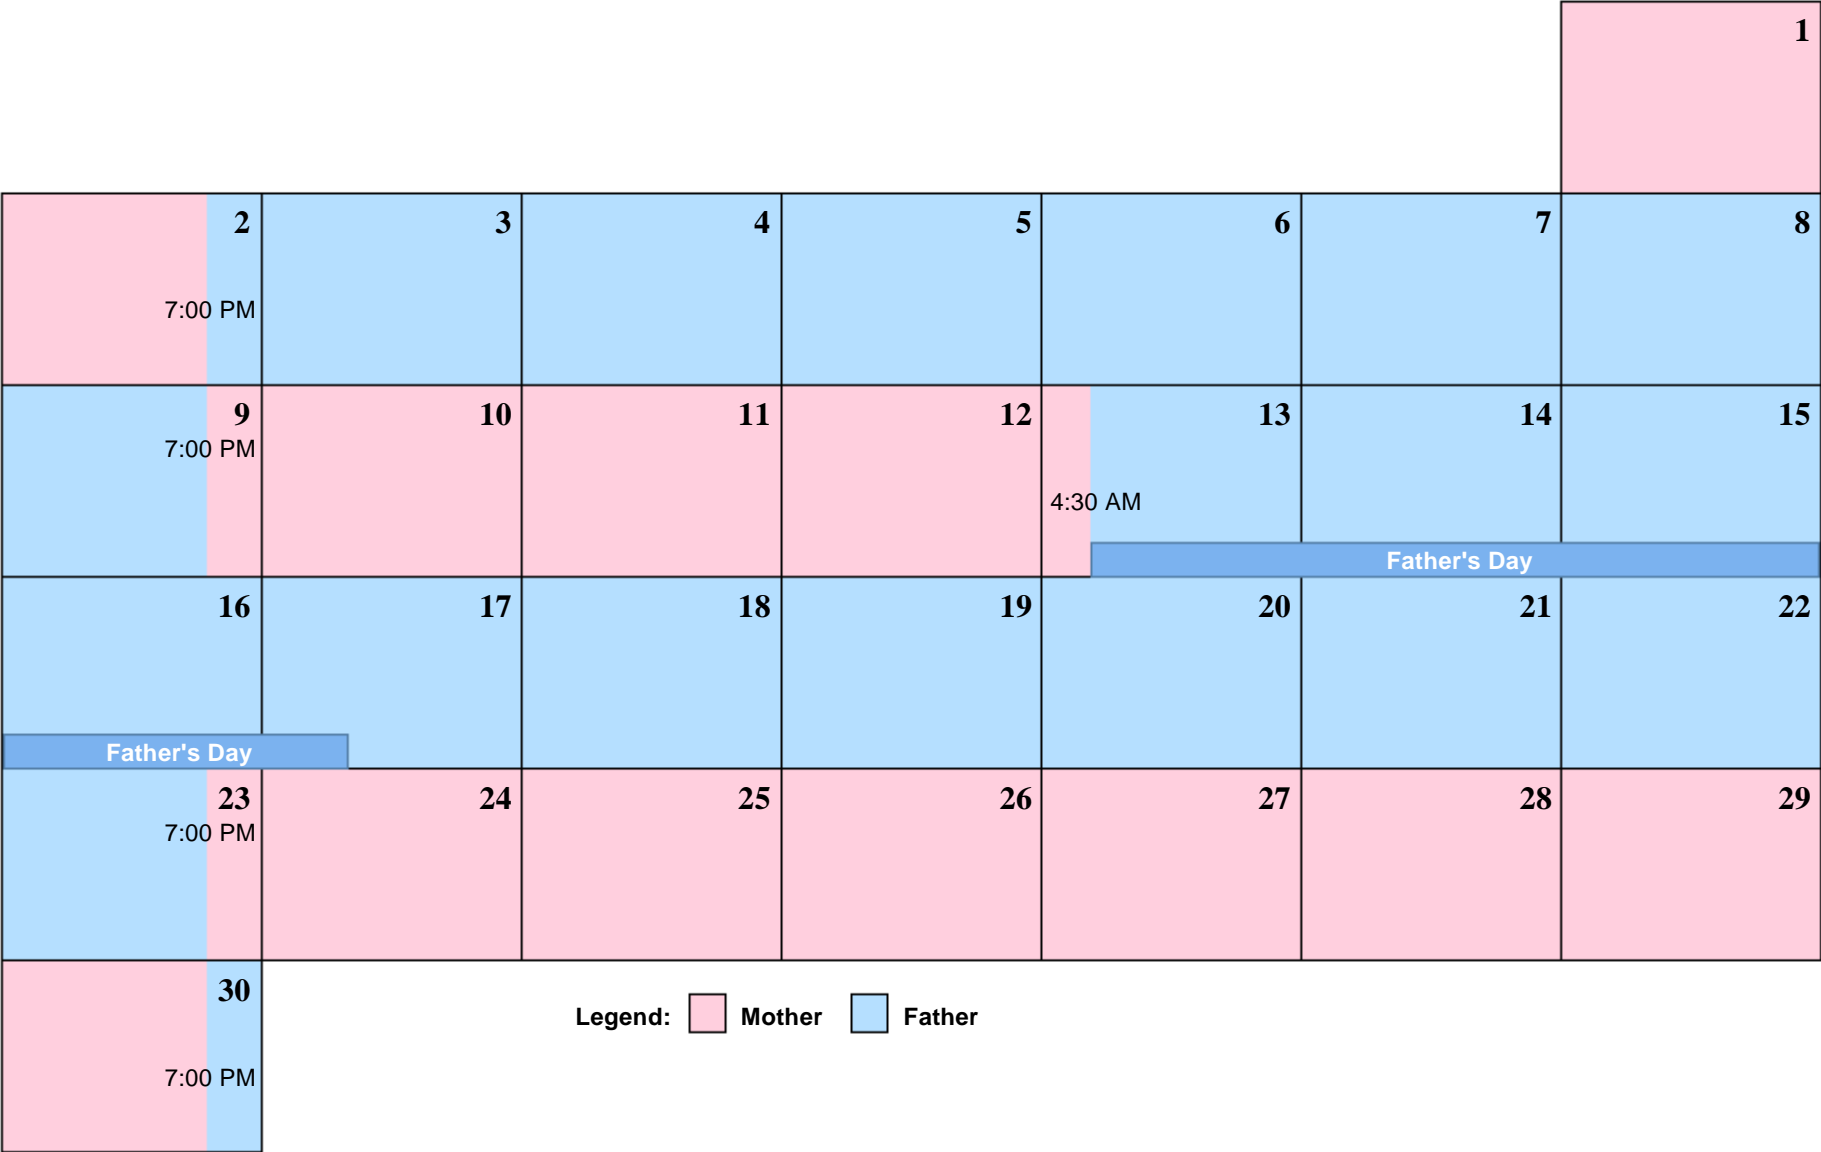 1
2 3 4 5 6 7 8
7:00 PM
9 10 11 12 13 14 15
7:00 PM
4:30 AM
Father's Day
16 17 18 19 20 21 22
Father's Day
23 24 25 26 27 28 29
7:00 PM
30
Legend: Mother Father
7:00 PM